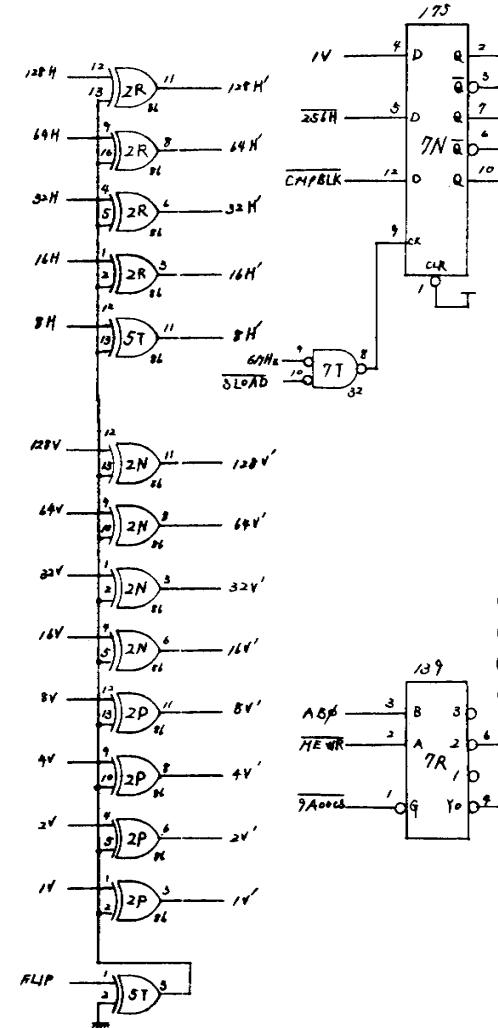 128H 12 13 2R 11 86 128H'
64H 9 10 2R 8 86 64H'
32H 4 5 2R 6 86 32H'
16H 1 2 2R 3 86 16H'
8H 12 13 5T 11 86 8H'
128V 12 13 2N 11 86 128V'
64V 9 10 2N 8 86 64V'
32V 1 2 2N 3 86 32V'
16V 4 5 2N 6 86 16V'
8V 12 13 2P 11 86 8V'
4V 9 10 2P 8 86 4V'
2V 4 5 2P 6 86 2V'
1V 1 2 2P 3 86 1V'
FLIP 1 2 5T 3
175
1V 4 D Q 2
Q 3
256H 5 D Q 7
7N Q 6
CMPBLK 12 D Q 10
9 CK
CLR
1
6MHz 9 7T 8
SLOAD 10 32
139
ABφ 3 B 3
MEWR 2 A 2 6
7R 1
9A00CS 1 G Y0 4